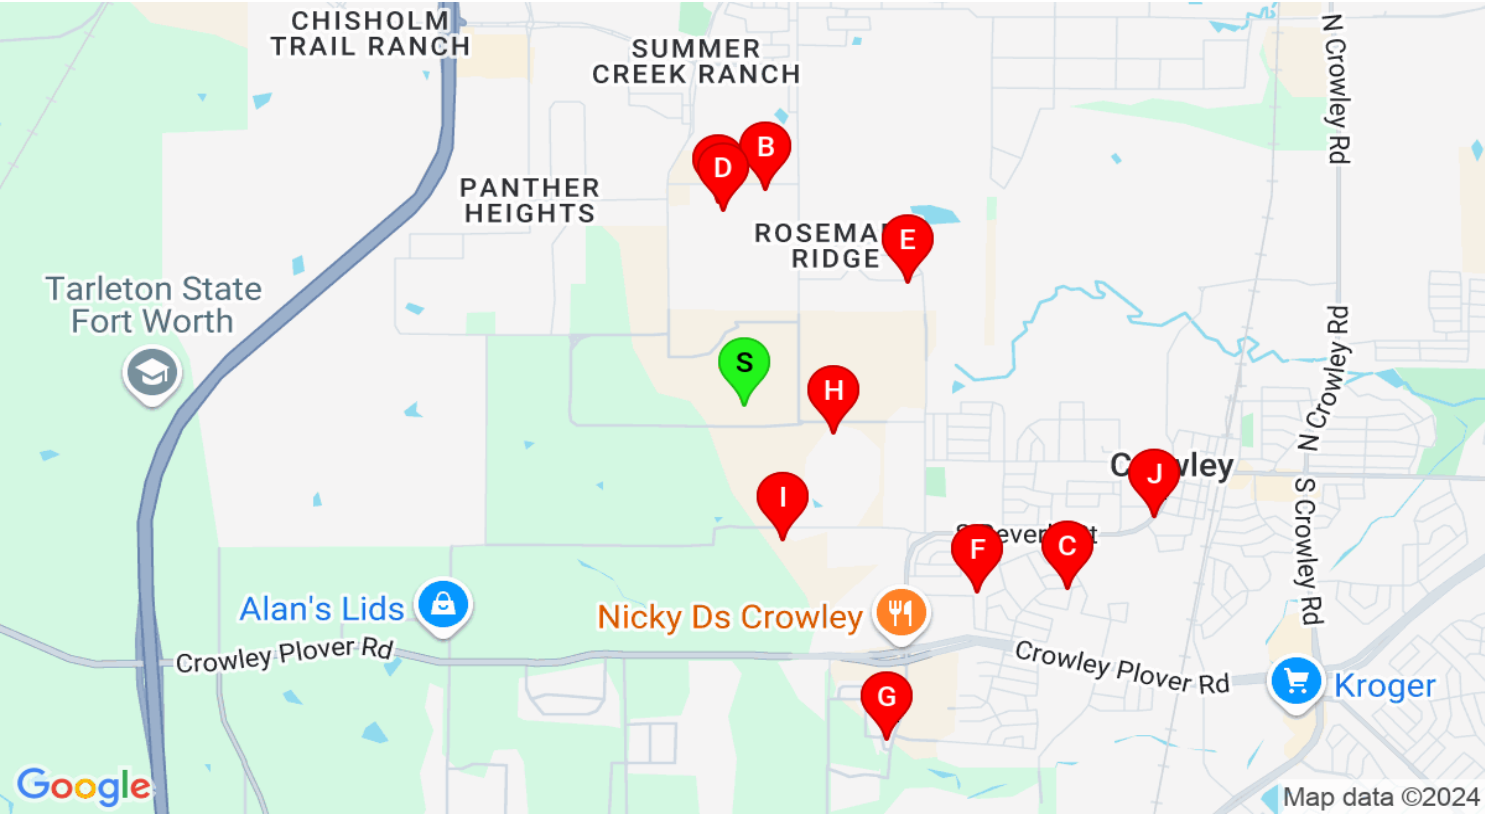 CHISHOLM
TRAIL RANCH
SUMMER
CREEK RANCH
N Crowley Rd
B
D
PANTHER
HEIGHTS
E
RIDGE
Tarleton State
Fort Worth
N Crowley Rd
S
H
J
I
S Crowley Rd
F
C
Alan's Lids
Nicky Ds Crowley
Crowley Plover Rd
Crowley Plover Rd
G
Kroger
Google
Map data ©2024